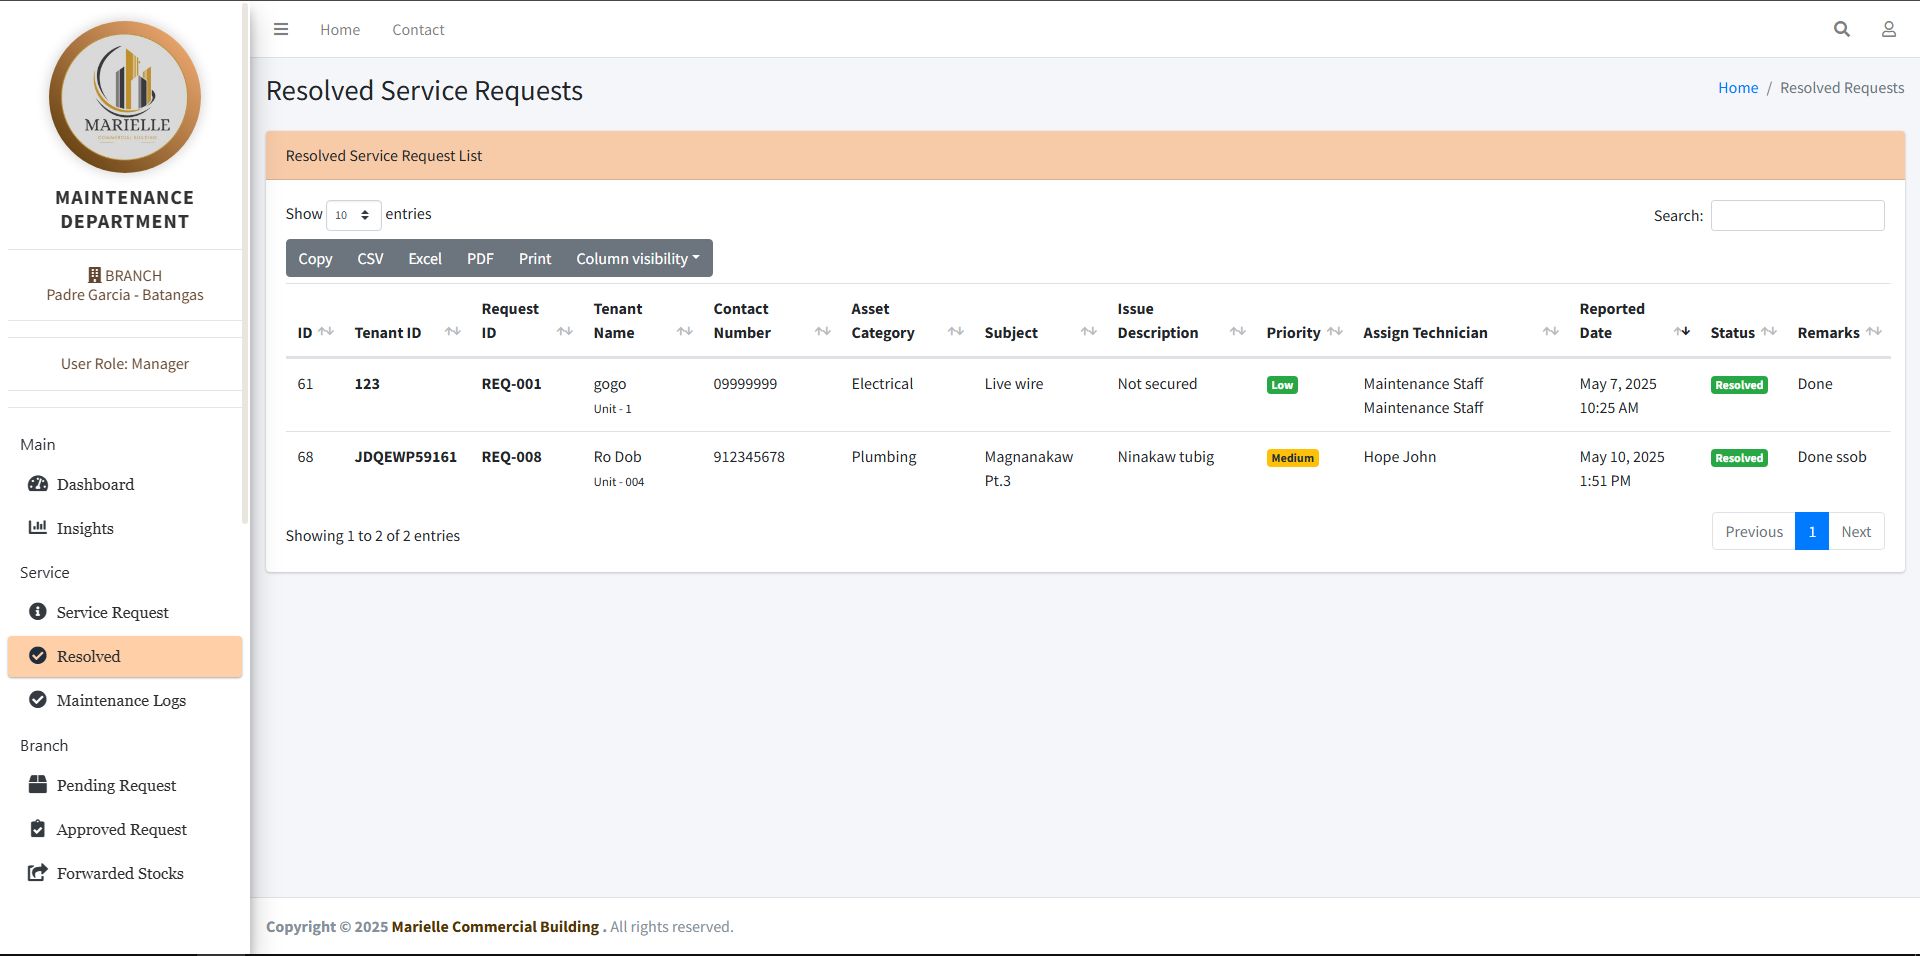 Home Contact
MARIELLE
COMMERCIAL BUILDING
MAINTENANCE
DEPARTMENT
BRANCH
Padre Garcia - Batangas
User Role: Manager
Main
Dashboard
Insights
Service
Service Request
Resolved
Maintenance Logs
Branch
Pending Request
Approved Request
Forwarded Stocks
Resolved Service Requests
Home / Resolved Requests
Resolved Service Request List
Show 10 entries
Search:
Copy CSV Excel PDF Print Column visibility
ID Tenant ID Request ID Tenant Name Contact Number Asset Category Subject Issue Description Priority Assign Technician Reported Date Status Remarks
61 123 REQ-001 gogo 09999999 Electrical Live wire Not secured Low Maintenance Staff May 7, 2025 Resolved Done
Unit - 1 Maintenance Staff 10:25 AM
68 JDQEWP59161 REQ-008 Ro Dob 912345678 Plumbing Magnanakaw Ninakaw tubig Medium Hope John May 10, 2025 Resolved Done ssob
Unit - 004 Pt.3 1:51 PM
Showing 1 to 2 of 2 entries
Previous 1 Next
Copyright © 2025 Marielle Commercial Building . All rights reserved.